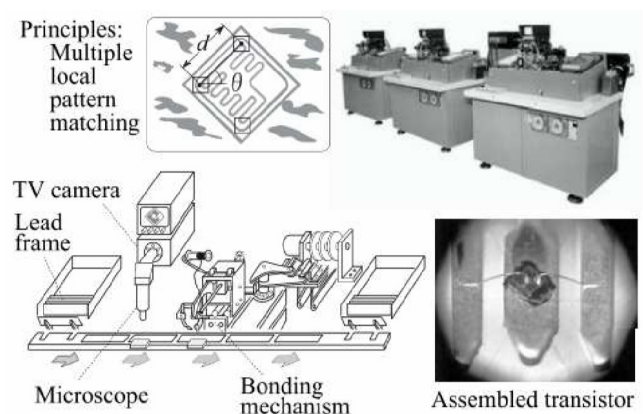 Principles:
Multiple
local
pattern
matching
d
θ
TV camera
Lead
frame
Microscope
Bonding
mechanism
Assembled transistor